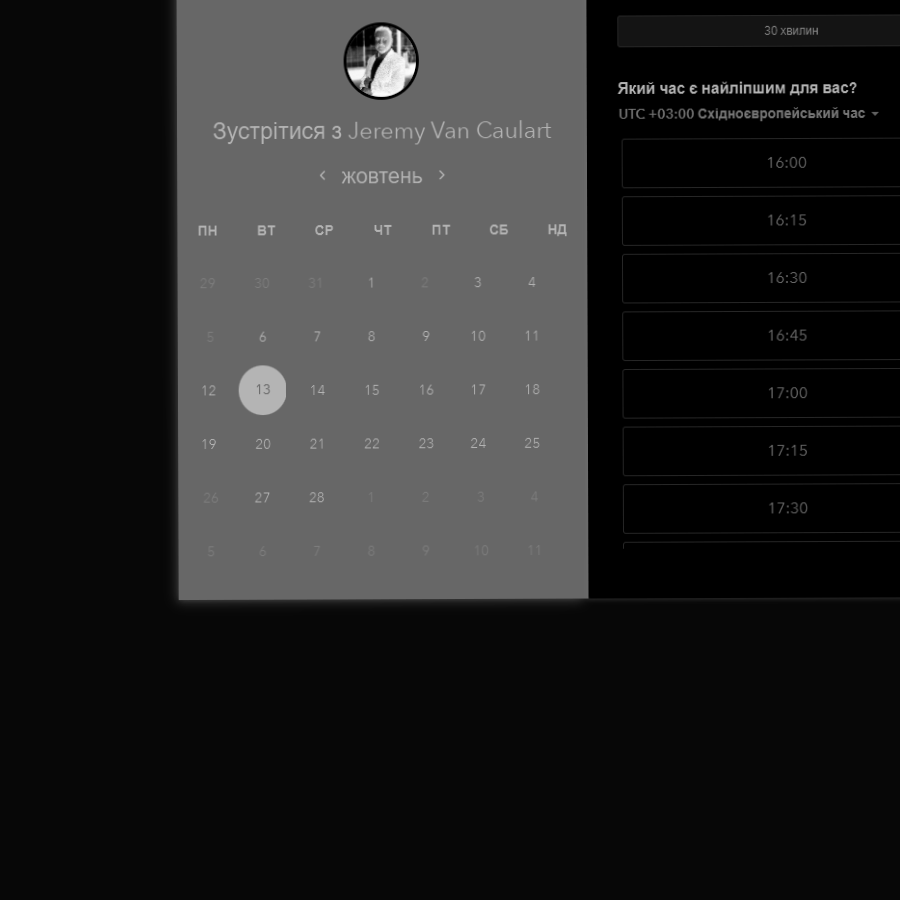 Зустрітися з Jeremy Van Caulart
жовтень
ПН ВТ СР ЧТ ПТ СБ НД
29 30 31 1 2 3 4
5 6 7 8 9 10 11
12 13 14 15 16 17 18
19 20 21 22 23 24 25
26 27 28 1 2 3 4
5 6 7 8 9 10 11
30 хвилин
Який час є найліпшим для вас?
UTC +03:00 Східноєвропейський час
16:00
16:15
16:30
16:45
17:00
17:15
17:30